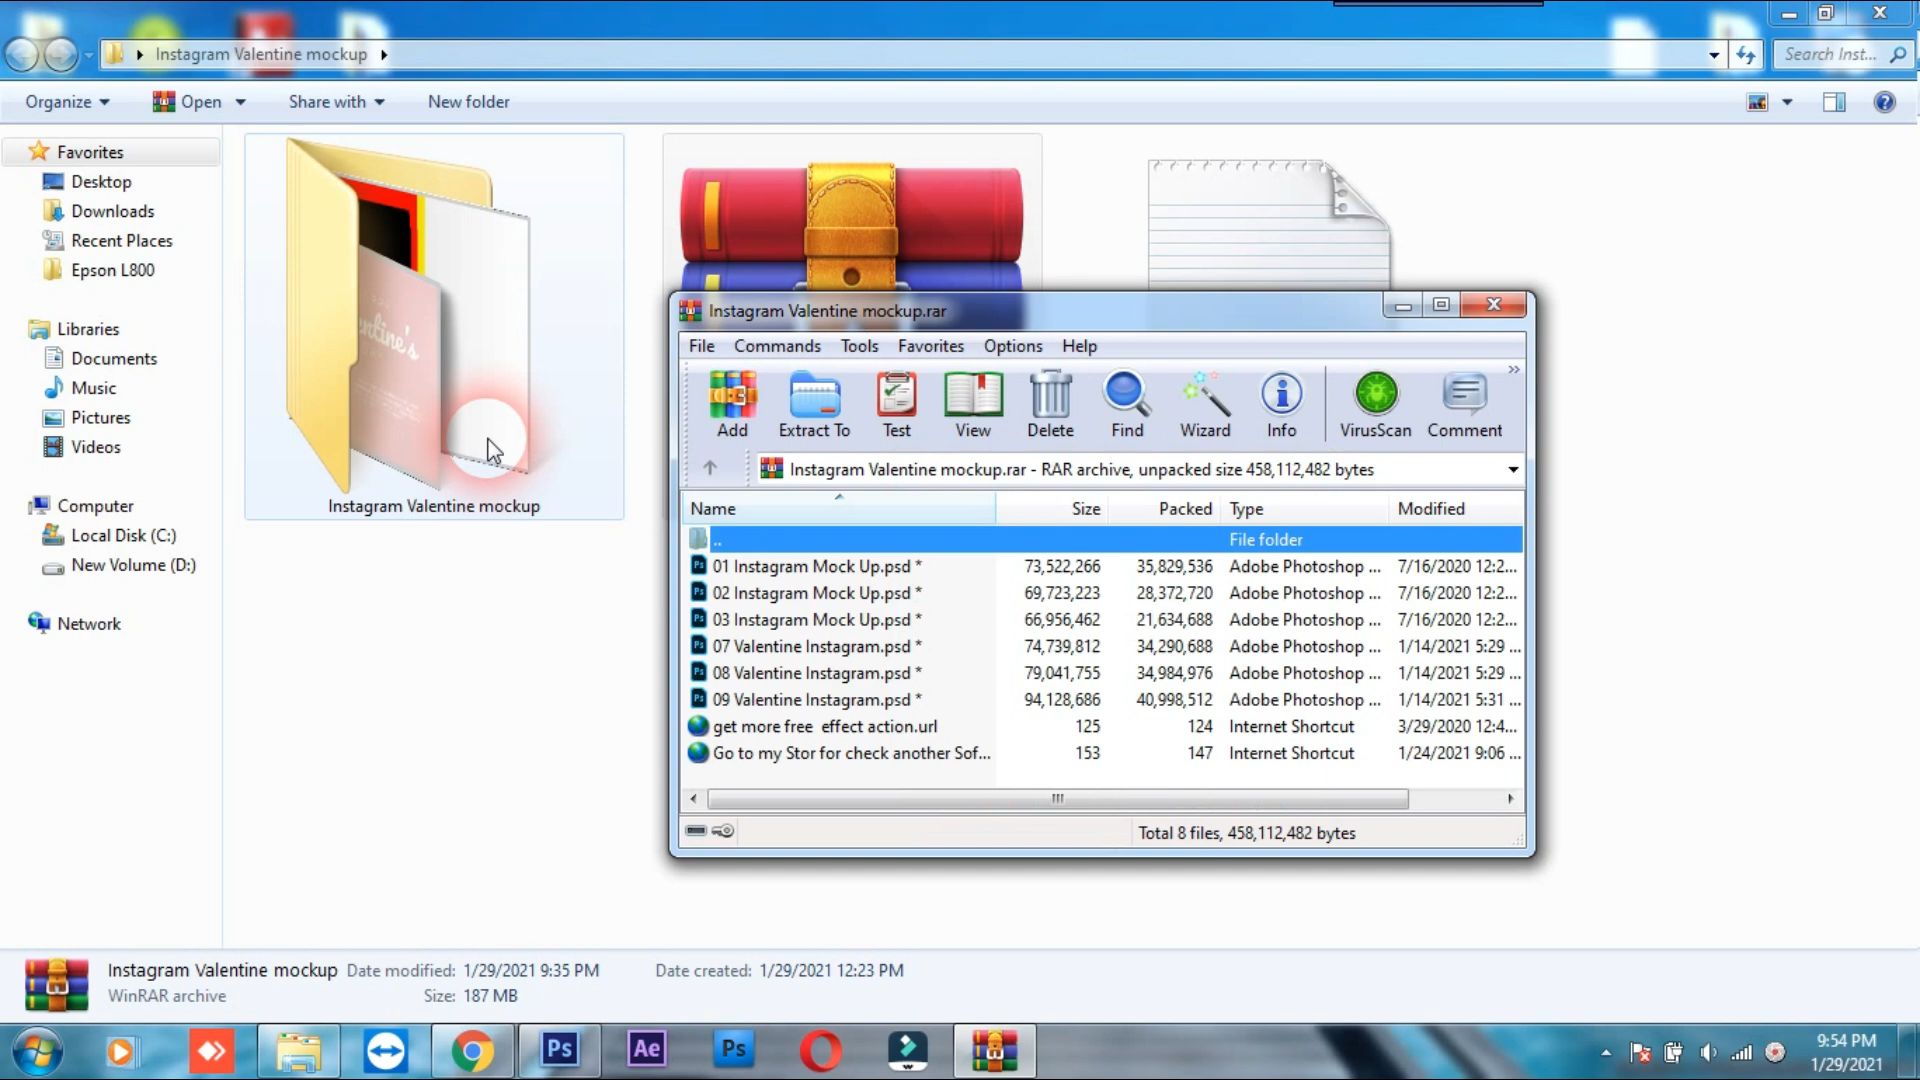 Instagram Valentine mockup
Search Inst...
Organize
Open
Share with
New folder
Favorites
Desktop
Downloads
Recent Places
Epson L800
Libraries
Documents
Music
Pictures
Videos
Computer
Local Disk (C:)
New Volume (D:)
Network
Instagram Valentine mockup
Instagram Valentine mockup.rar
File Commands Tools Favorites Options Help
Add Extract To Test View Delete Find Wizard Info VirusScan Comment
Instagram Valentine mockup.rar - RAR archive, unpacked size 458,112,482 bytes
Name Size Packed Type Modified
.. File folder
01 Instagram Mock Up.psd * 73,522,266 35,829,536 Adobe Photoshop ... 7/16/2020 12:2...
02 Instagram Mock Up.psd * 69,723,223 28,372,720 Adobe Photoshop ... 7/16/2020 12:2...
03 Instagram Mock Up.psd * 66,956,462 21,634,688 Adobe Photoshop ... 7/16/2020 12:2...
07 Valentine Instagram.psd * 74,739,812 34,290,688 Adobe Photoshop ... 1/14/2021 5:29 ...
08 Valentine Instagram.psd * 79,041,755 34,984,976 Adobe Photoshop ... 1/14/2021 5:29 ...
09 Valentine Instagram.psd * 94,128,686 40,998,512 Adobe Photoshop ... 1/14/2021 5:31 ...
get more free effect action.url 125 124 Internet Shortcut 3/29/2020 12:4...
Go to my Stor for check another Sof... 153 147 Internet Shortcut 1/24/2021 9:06 ...
Total 8 files, 458,112,482 bytes
Instagram Valentine mockup Date modified: 1/29/2021 9:35 PM Date created: 1/29/2021 12:23 PM
WinRAR archive Size: 187 MB
Ps
Ae
Ps
9:54 PM
1/29/2021